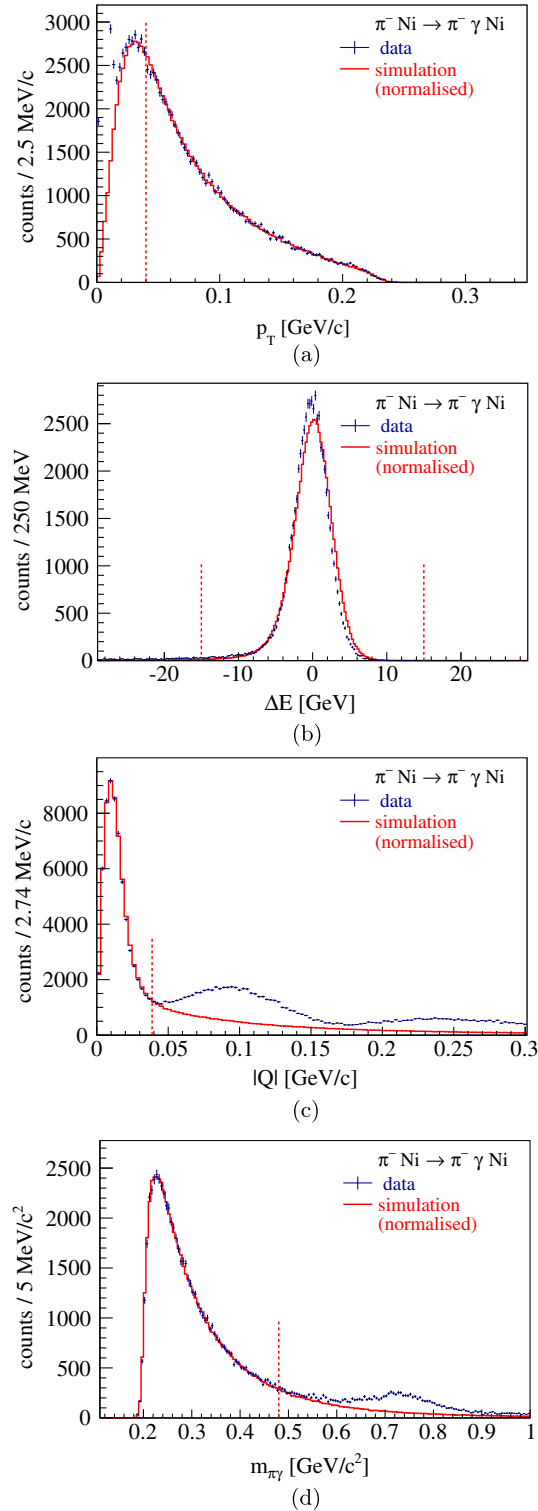 3000
2500
2000
1500
1000
500
0
counts / 2.5 MeV/c
π⁻ Ni → π⁻ γ Ni
data
simulation
(normalised)
0 0.1 0.2 0.3
p_T [GeV/c]
(a)
2500
2000
1500
1000
500
0
counts / 250 MeV
π⁻ Ni → π⁻ γ Ni
data
simulation
(normalised)
-20 -10 0 10 20
ΔE [GeV]
(b)
8000
6000
4000
2000
0
counts / 2.74 MeV/c
π⁻ Ni → π⁻ γ Ni
data
simulation
(normalised)
0 0.05 0.1 0.15 0.2 0.25 0.3
|Q| [GeV/c]
(c)
2500
2000
1500
1000
500
0
counts / 5 MeV/c²
π⁻ Ni → π⁻ γ Ni
data
simulation
(normalised)
0.2 0.3 0.4 0.5 0.6 0.7 0.8 0.9 1
m_πγ [GeV/c²]
(d)